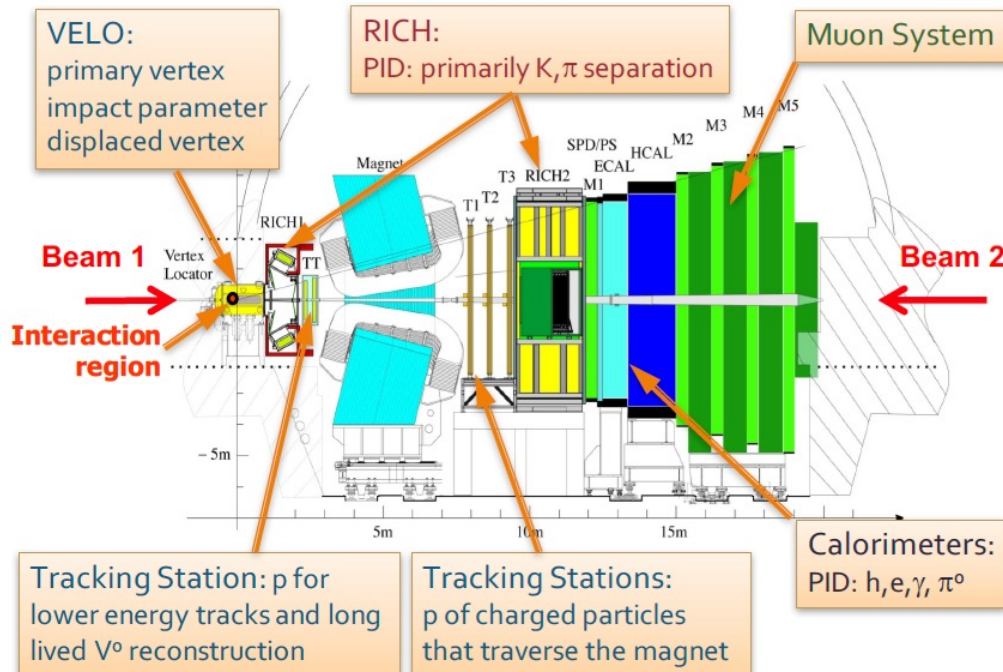 VELO:
primary vertex
impact parameter
displaced vertex
RICH:
PID: primarily K,π separation
Muon System
M5
M4
M3
M2
HCAL
ECAL
SPD/PS
M1
RICH2
T3
T2
T1
Magnet
RICH1
TT
Vertex
Locator
Beam 1
Beam 2
Interaction
region
- 5m
5m
10m
15m
Tracking Station: p for
lower energy tracks and long
lived Vº reconstruction
Tracking Stations:
p of charged particles
that traverse the magnet
Calorimeters:
PID: h,e,γ, πº